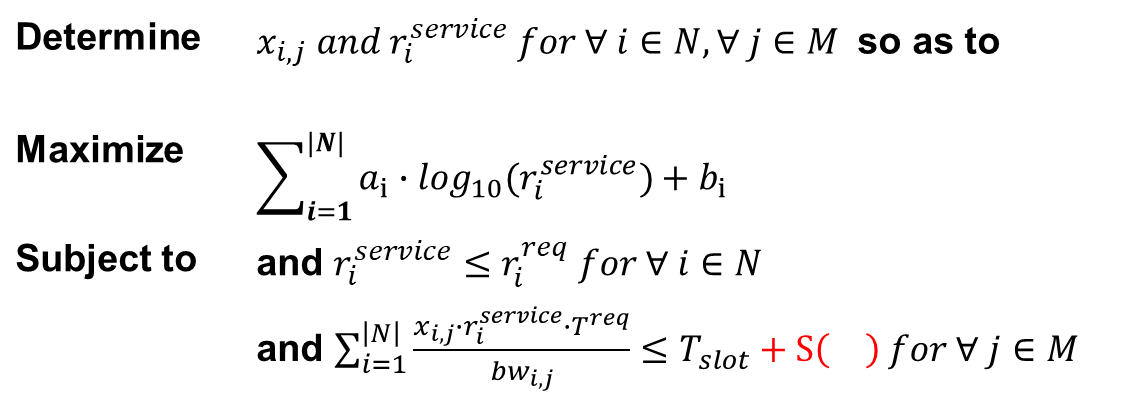 Determine x_{i,j} and r_i^{service} for ∀ i ∈ N, ∀ j ∈ M so as to
Maximize ∑_{i=1}^{|N|} a_i · log_{10}(r_i^{service}) + b_i
Subject to and r_i^{service} ≤ r_i^{req} for ∀ i ∈ N
and ∑_{i=1}^{|N|} \frac{x_{i,j}·r_i^{service}·T^{req}}{bw_{i,j}} ≤ T_{slot} + S( ) for ∀ j ∈ M